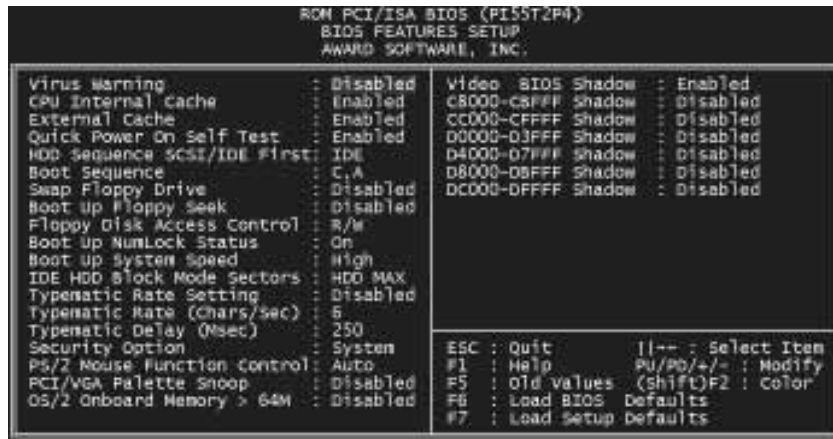 ROM PCI/ISA BIOS (PI55T2P4)
BIOS FEATURES SETUP
AWARD SOFTWARE, INC.
Virus Warning : Disabled
CPU Internal Cache : Enabled
External Cache : Enabled
Quick Power On Self Test : Enabled
HDD Sequence SCSI/IDE First: IDE
Boot Sequence : C,A
Swap Floppy Drive : Disabled
Boot Up Floppy Seek : Disabled
Floppy Disk Access Control : R/W
Boot Up NumLock Status : On
Boot Up System Speed : High
IDE HDD Block Mode Sectors : HDD MAX
Typematic Rate Setting : Disabled
Typematic Rate (Chars/Sec) : 6
Typematic Delay (Msec) : 250
Security Option : System
PS/2 Mouse Function Control: Auto
PCI/VGA Palette Snoop : Disabled
OS/2 Onboard Memory > 64M : Disabled
Video BIOS Shadow : Enabled
C8000-CBFFF Shadow : Disabled
CC000-CFFFF Shadow : Disabled
D0000-D3FFF Shadow : Disabled
D4000-D7FFF Shadow : Disabled
D8000-DBFFF Shadow : Disabled
DC000-DFFFF Shadow : Disabled
ESC : Quit ||↔ : Select Item
F1 : Help PU/PD/+/- : Modify
F5 : Old Values (Shift)F2 : Color
F6 : Load BIOS Defaults
F7 : Load Setup Defaults